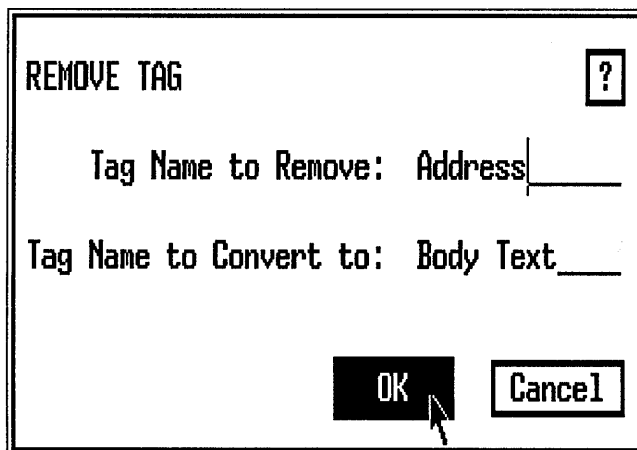 REMOVE TAG ?
Tag Name to Remove: Address
Tag Name to Convert to: Body Text
OK Cancel